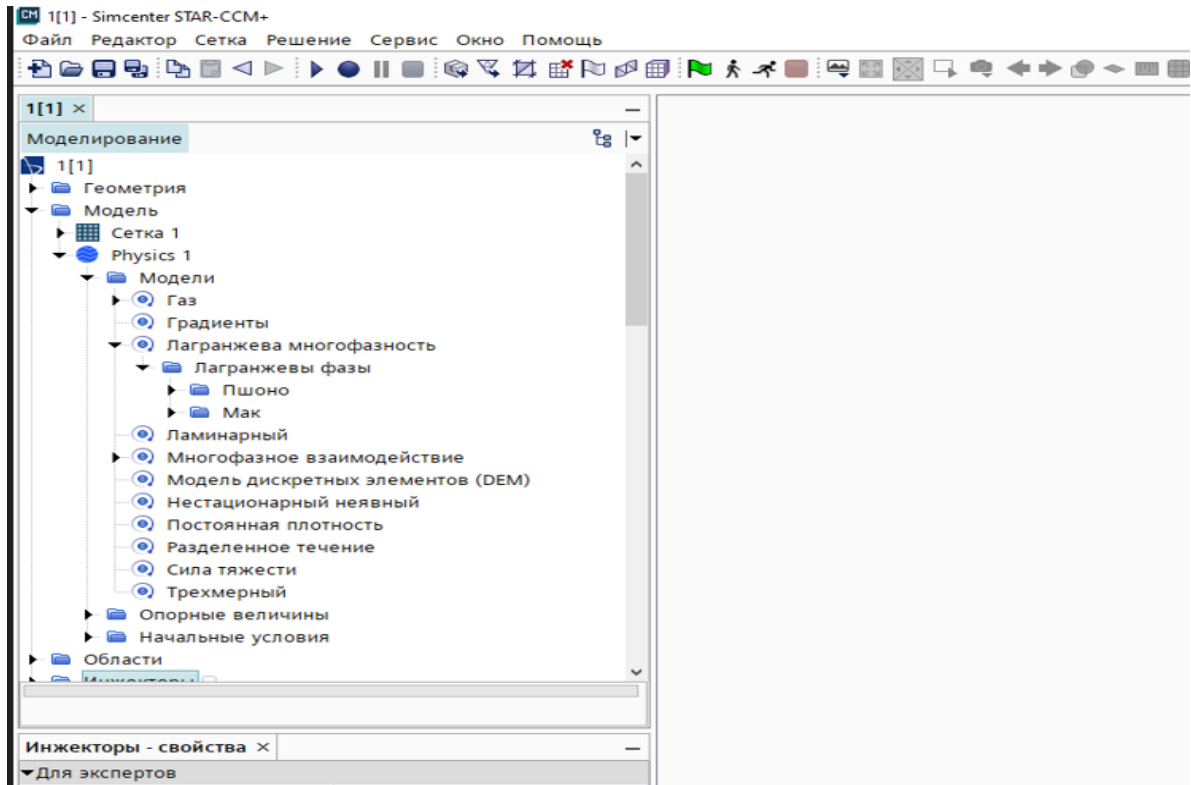 1[1] - Simcenter STAR-CCM+
Файл Редактор Сетка Решение Сервис Окно Помощь
1[1] ×
Моделирование
1[1]
Геометрия
Модель
Сетка 1
Physics 1
Модели
Газ
Градиенты
Лагранжева многофазность
Лагранжевы фазы
Пшоно
Мак
Ламинарный
Многофазное взаимодействие
Модель дискретных элементов (DEM)
Нестационарный неявный
Постоянная плотность
Разделенное течение
Сила тяжести
Трехмерный
Опорные величины
Начальные условия
Области
Инжекторы
Инжекторы - свойства ×
Для экспертов